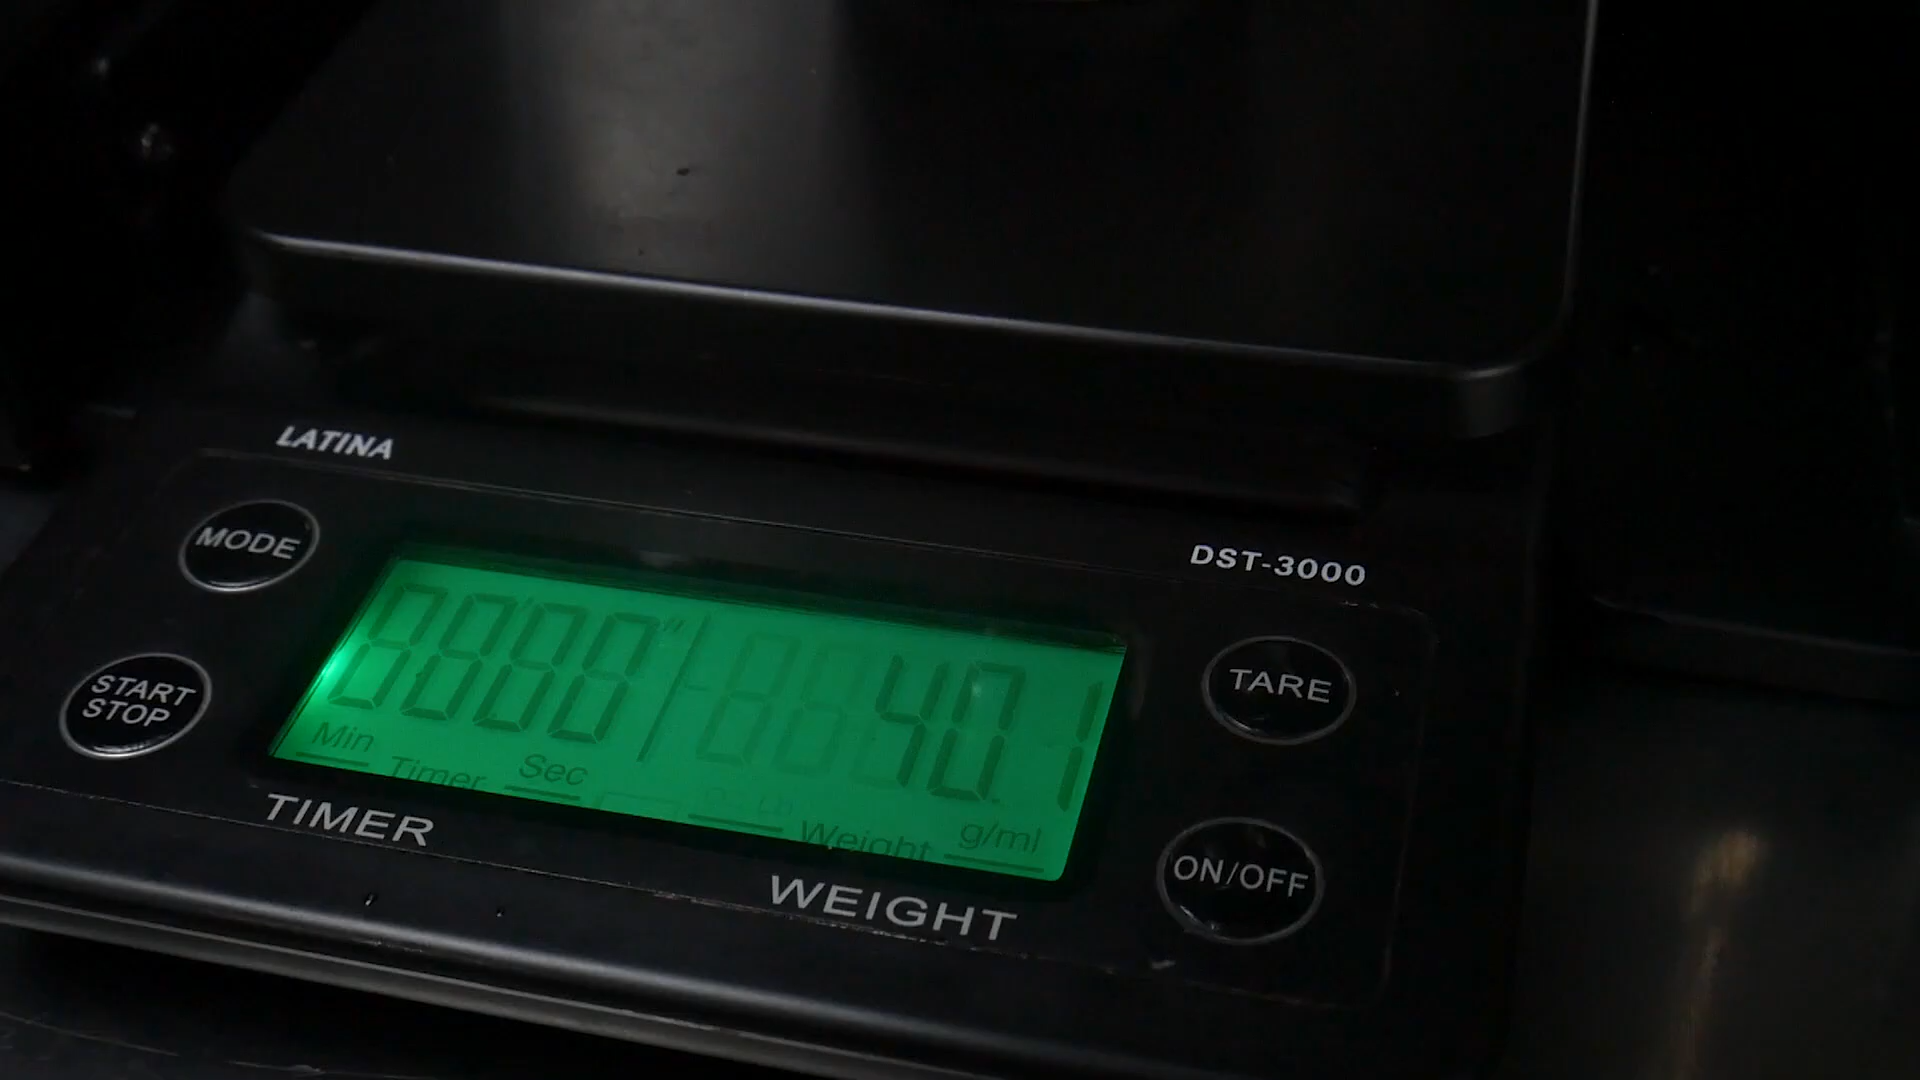 LATINA
MODE
DST-3000
START
STOP
TARE
40.1
Min
Timer
Sec
Weight
g/ml
TIMER
WEIGHT
ON/OFF